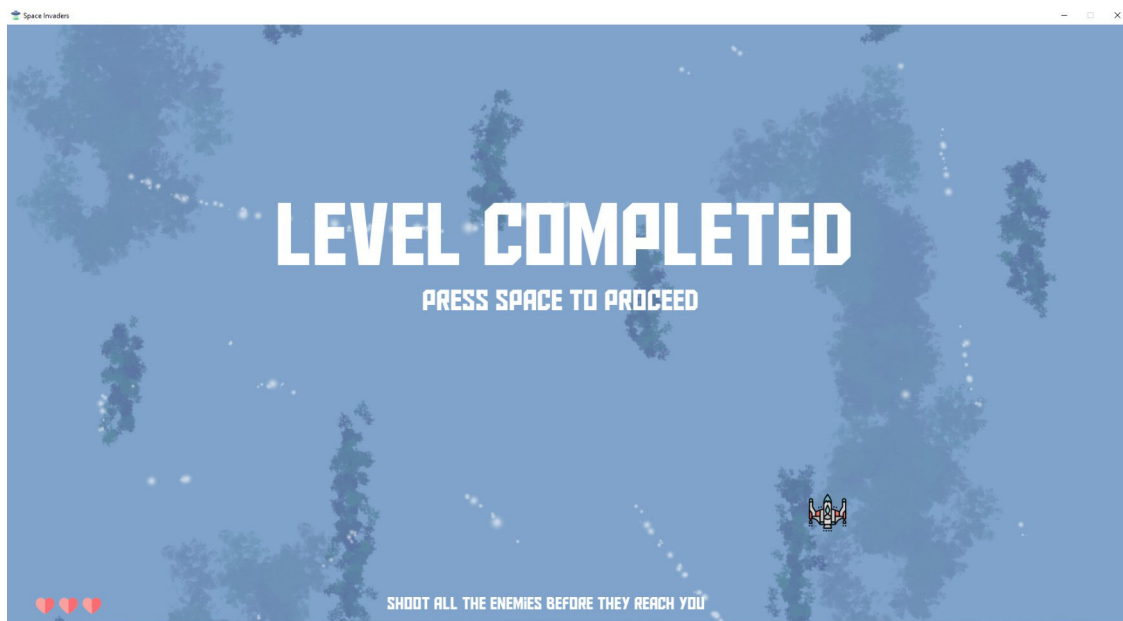 Space Invaders
LEVEL COMPLETED
PRESS SPACE TO PROCEED
SHOOT ALL THE ENEMIES BEFORE THEY REACH YOU